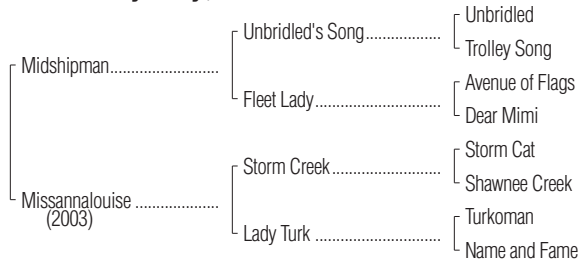 Unbridled
Unbridled's Song
Trolley Song
Midshipman
Avenue of Flags
Fleet Lady
Dear Mimi
Storm Cat
Storm Creek
Shawnee Creek
Missannalouise
(2003)
Turkoman
Lady Turk
Name and Fame